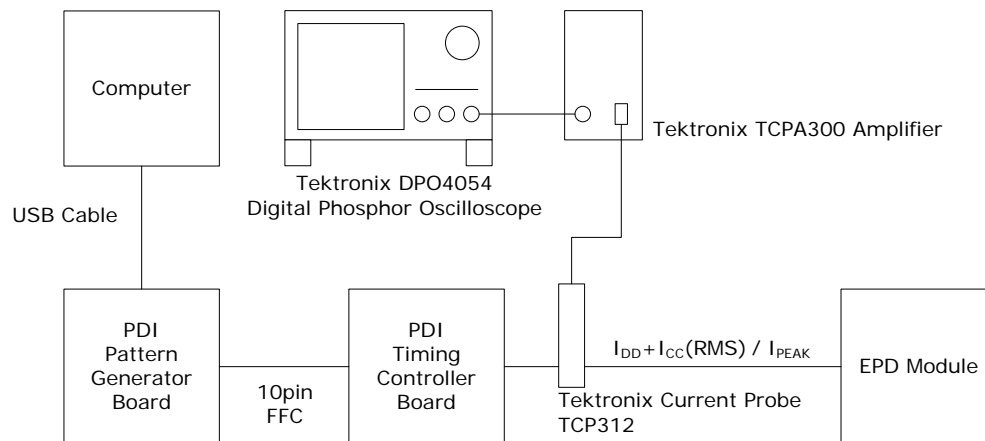 Computer
Tektronix TCPA300 Amplifier
Tektronix DPO4054
Digital Phosphor Oscilloscope
USB Cable
PDI
Pattern
Generator
Board
10pin
FFC
PDI
Timing
Controller
Board
IDD+ICC(RMS) / IPEAK
Tektronix Current Probe
TCP312
EPD Module